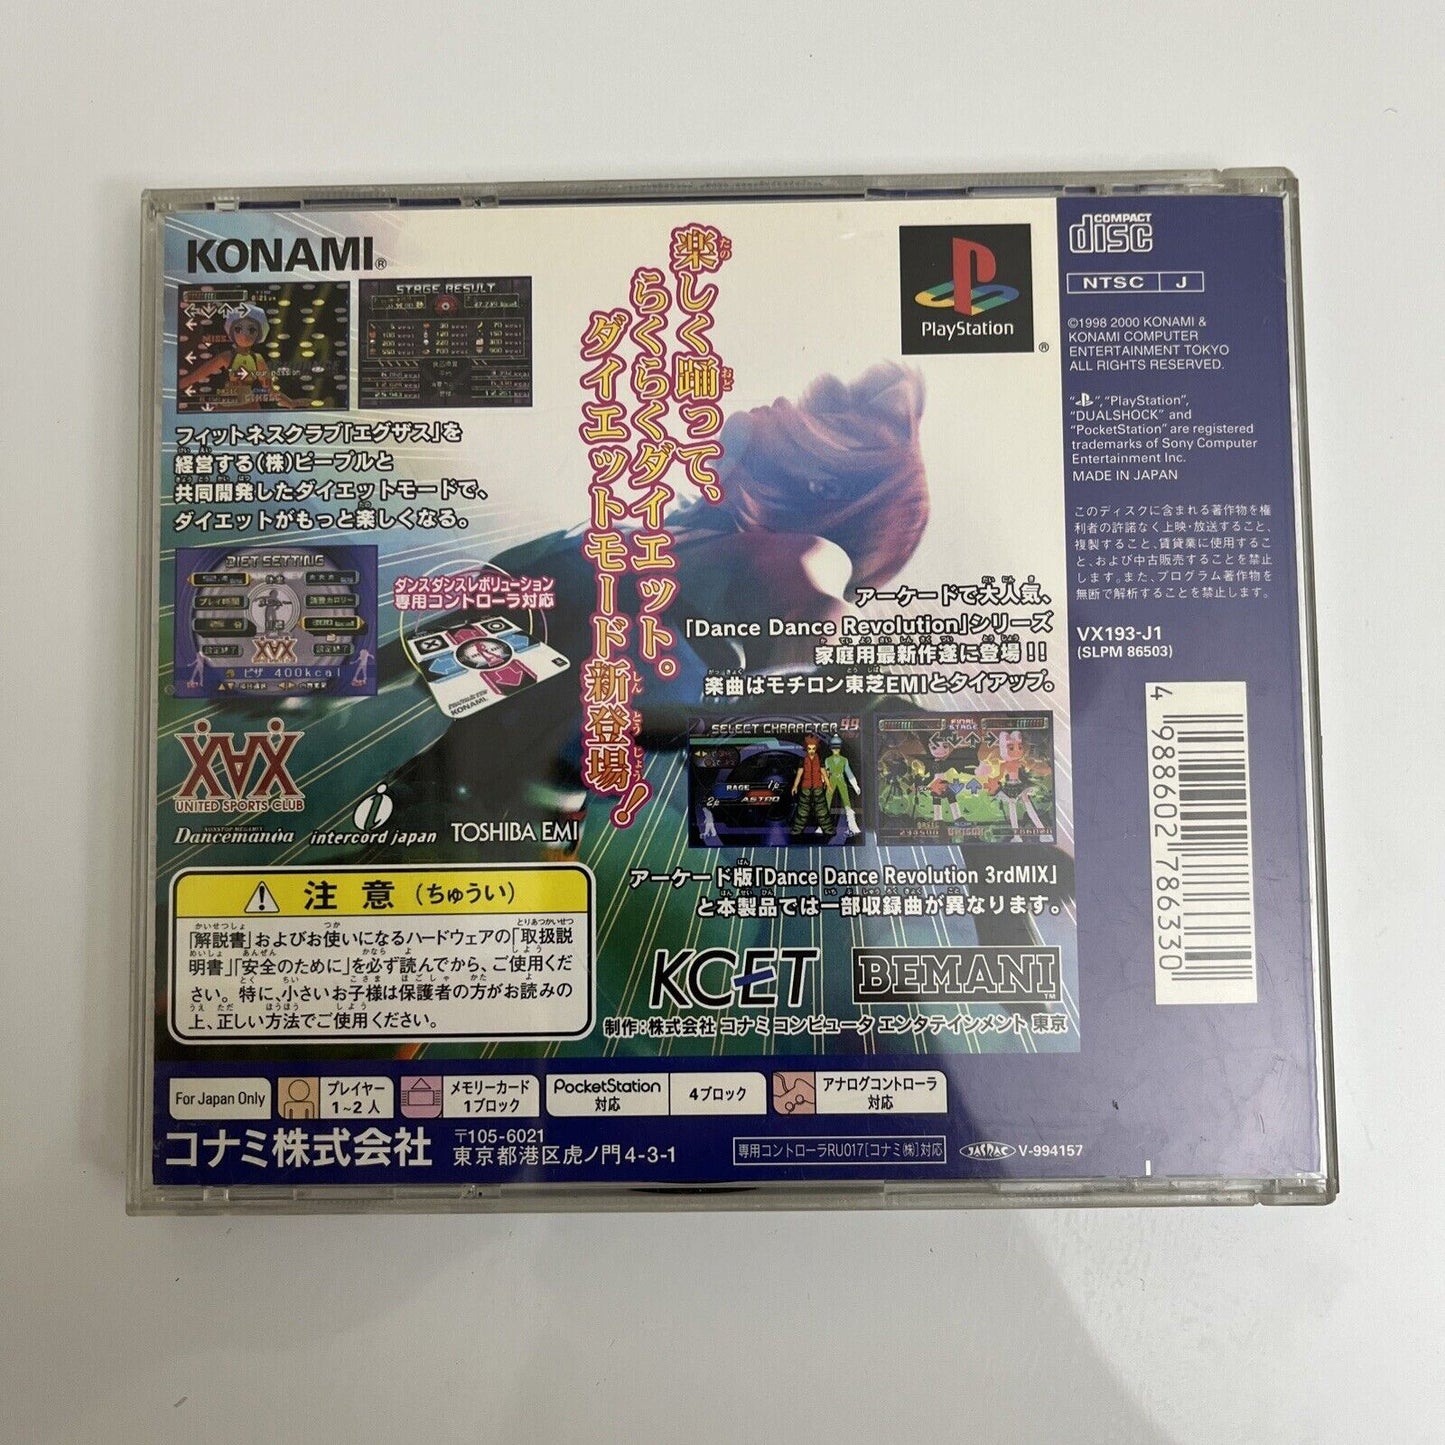 KONAMI®
STAGE RESULT
フィットネスクラブ「エグザス」を
経営する(株)ピープルと
共同開発したダイエットモードで、
ダイエットがもっと楽しくなる。
DIET SETTING
ピザ 400kcal
ダンスダンスレボリューション
専用コントローラ対応
KONAMI
XAX
UNITED SPORTS CLUB
NONSTOP MEGAMIX
Dancemania
intercord japan
TOSHIBA EMI
楽しく踊って、
らくらくダイエット。
ダイエットモード新登場!
PlayStation®
アーケードで大人気、
「Dance Dance Revolution」シリーズ
家庭用最新作遂に登場!!
楽曲はモチロン東芝EMIとタイアップ。
SELECT CHARACTER 99
RAGE 1P
2P ASTRO
FINAL STAGE
アーケード版「Dance Dance Revolution 3rdMIX」
と本製品では一部収録曲が異なります。
KCET
BEMANI™
制作:株式会社 コナミ コンピュータ エンタテインメント 東京
注意(ちゅうい)
「解説書」およびお使いになるハードウェアの「取扱説
明書」「安全のために」を必ず読んでから、ご使用くだ
さい。特に、小さいお子様は保護者の方がお読みの
上、正しい方法でご使用ください。
For Japan Only
プレイヤー
1~2人
メモリーカード
1ブロック
PocketStation
対応
4ブロック
アナログコントローラ
対応
コナミ株式会社
〒105-6021
東京都港区虎ノ門4-3-1
専用コントローラRU017[コナミ㈱]対応
JASRAC V-994157
COMPACT
disc
NTSC J
©1998 2000 KONAMI &
KONAMI COMPUTER
ENTERTAINMENT TOKYO
ALL RIGHTS RESERVED.
" ", "PlayStation",
"DUALSHOCK" and
"PocketStation" are registered
trademarks of Sony Computer
Entertainment Inc.
MADE IN JAPAN
このディスクに含まれる著作物を権
利者の許諾なく上映・放送すること、
複製すること、賃貸業に使用するこ
と、および中古販売することを禁止
します。また、プログラム著作物を
無断で解析することを禁止します。
VX193-J1
(SLPM 86503)
4 988602 786330